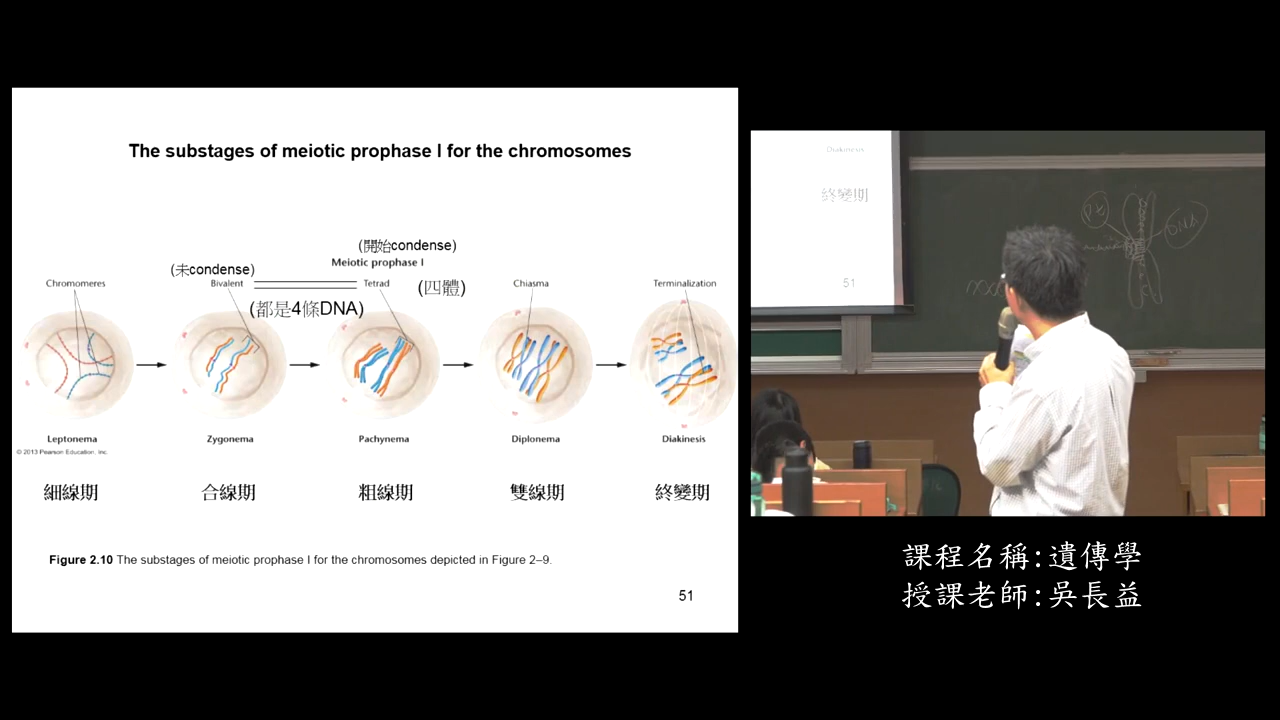 The substages of meiotic prophase I for the chromosomes
(開始condense)
Meiotic prophase I
(未condense)
Chromomeres
Bivalent
Tetrad
(四體)
Chiasma
Terminalization
(都是4條DNA)
Leptonema
Zygonema
Pachynema
Diplonema
Diakinesis
© 2013 Pearson Education, Inc.
細線期
合線期
粗線期
雙線期
終變期
Figure 2.10 The substages of meiotic prophase I for the chromosomes depicted in Figure 2–9.
51
Diakinesis
終變期
51
DNA
課程名稱:遺傳學
授課老師:吳長益